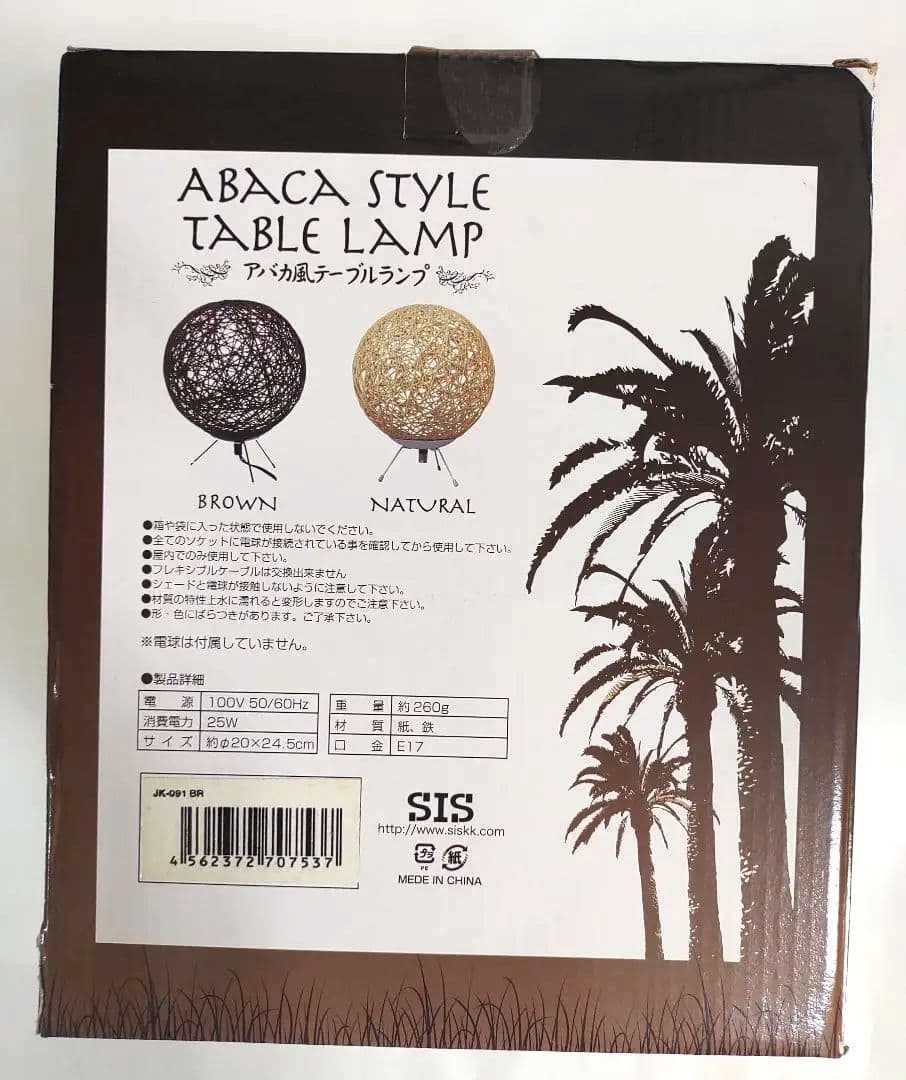 ABACA STYLE
TABLE LAMP
アバカ風テーブルランプ
BROWN
NATURAL
●箱や袋に入った状態で使用しないでください。
●全てのソケットに電球が接続されている事を確認してから使用して下さい。
●屋内でのみ使用して下さい。
●フレキシブルケーブルは交換出来ません
●シェードと電球が接触しないように注意して下さい。
●材質の特性上水に濡れると変形しますのでご注意下さい。
●形・色にばらつきがあります。ご了承下さい。
※電球は付属していません。
●製品詳細
電源 100V 50/60Hz
消費電力 25W
サイズ 約φ20×24.5cm
重量 約260g
材質 紙、鉄
口金 E17
JK-091 BR
4 562372 707537
SIS
http://www.siskk.com
プラ 紙
PE
MEDE IN CHINA